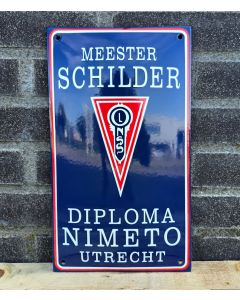 MEESTER
SCHILDER
DIPLOMA
NIMETO
UTRECHT